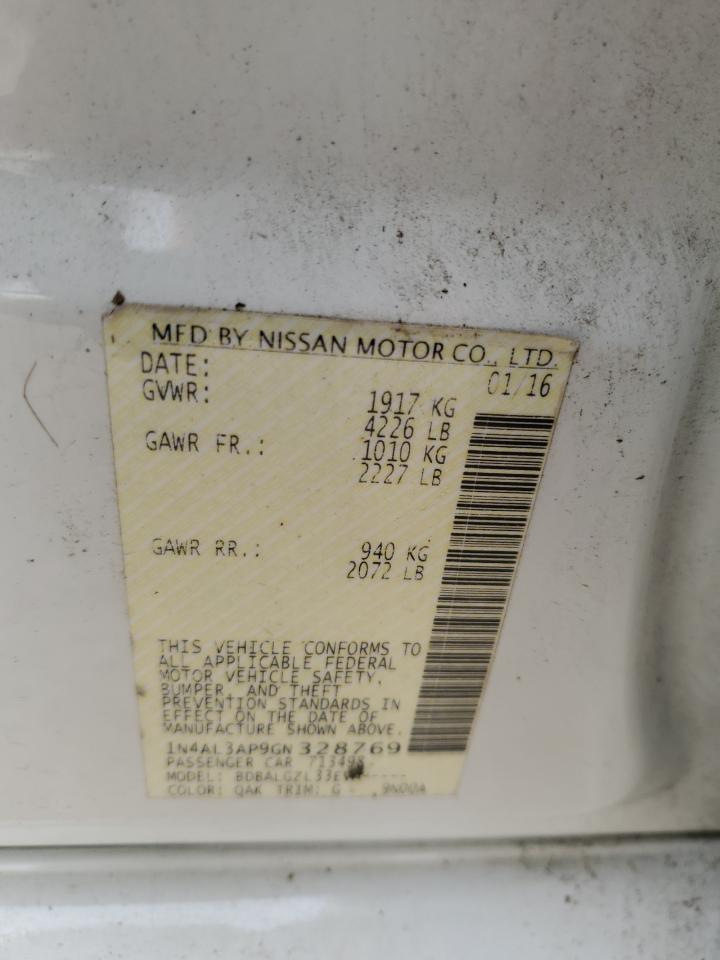 MFD BY NISSAN MOTOR CO., LTD.
DATE: 01/16
GVWR: 1917 KG
4226 LB
GAWR FR.: 1010 KG
2227 LB
GAWR RR.: 940 KG
2072 LB
THIS VEHICLE CONFORMS TO
ALL APPLICABLE FEDERAL
MOTOR VEHICLE SAFETY,
BUMPER, AND THEFT
PREVENTION STANDARDS IN
EFFECT ON THE DATE OF
MANUFACTURE SHOWN ABOVE.
1N4AL3AP9GN328769
PASSENGER CAR 713498
MODEL:
COLOR: QAK TRIM: G